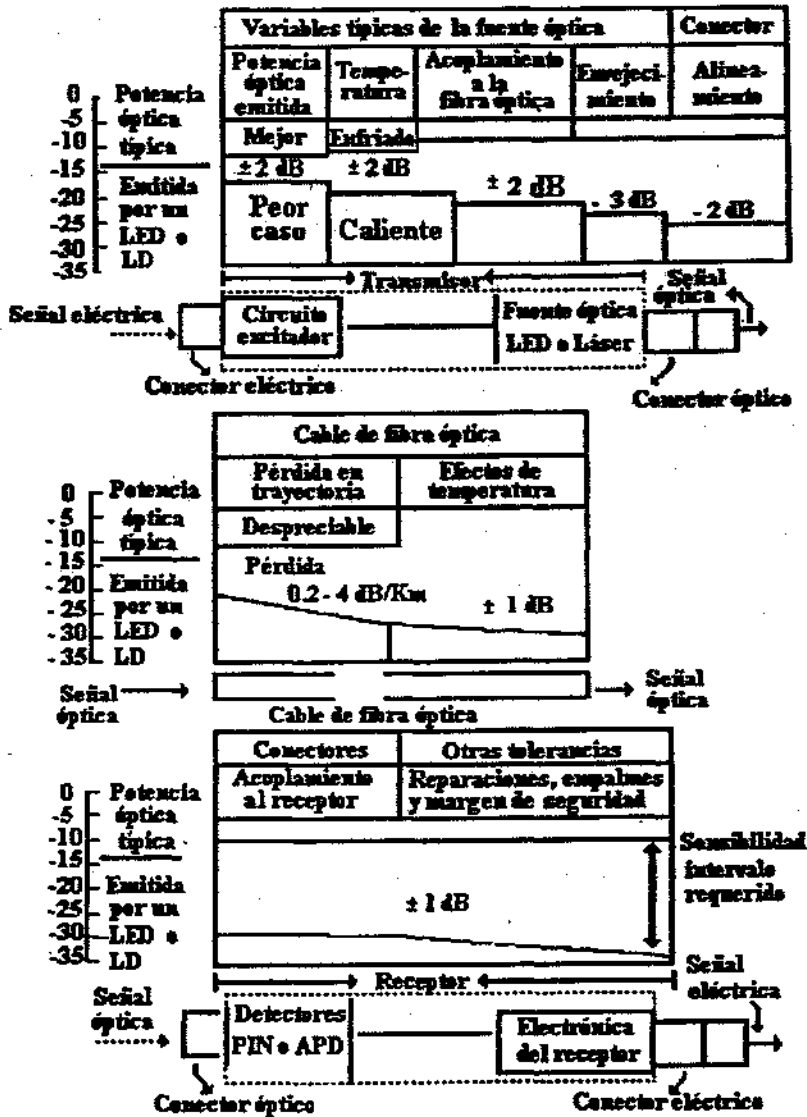 Variables típicas de la fuente óptica
Conector
Potencia óptica emitida
Tempe-ratura
Acoplamiento a la fibra óptica
Envejeci-miento
Alinea-miento
Mejor
Enfriado
± 2 dB
± 2 dB
± 2 dB
- 3 dB
- 2 dB
Peor caso
Caliente
0
-5
-10
-15
-20
-25
-30
-35
Potencia
óptica
típica
Emitida
por un
LED o
LD
Transmisor
Señal eléctrica
Circuito excitador
Fuente óptica
LED o Láser
Señal óptica
Conector eléctrico
Conector óptico
Cable de fibra óptica
Pérdida en trayectoria
Efectos de temperatura
Despreciable
Pérdida
0.2 - 4 dB/Km
± 1 dB
0
- 5
- 10
- 15
- 20
- 25
- 30
- 35
Potencia
óptica
típica
Emitida
por un
LED o
LD
Señal óptica
Señal óptica
Cable de fibra óptica
Conectores
Otras tolerancias
Acoplamiento al receptor
Reparaciones, empalmes y margen de seguridad
0
-5
-10
-15
-20
-25
-30
-35
Potencia
óptica
típica
Emitida
por un
LED o
LD
± 1 dB
Sensibilidad
intervalo
requerido
Receptor
Señal óptica
Detectores
PIN o APD
Electrónica del receptor
Señal eléctrica
Conector óptico
Conector eléctrico